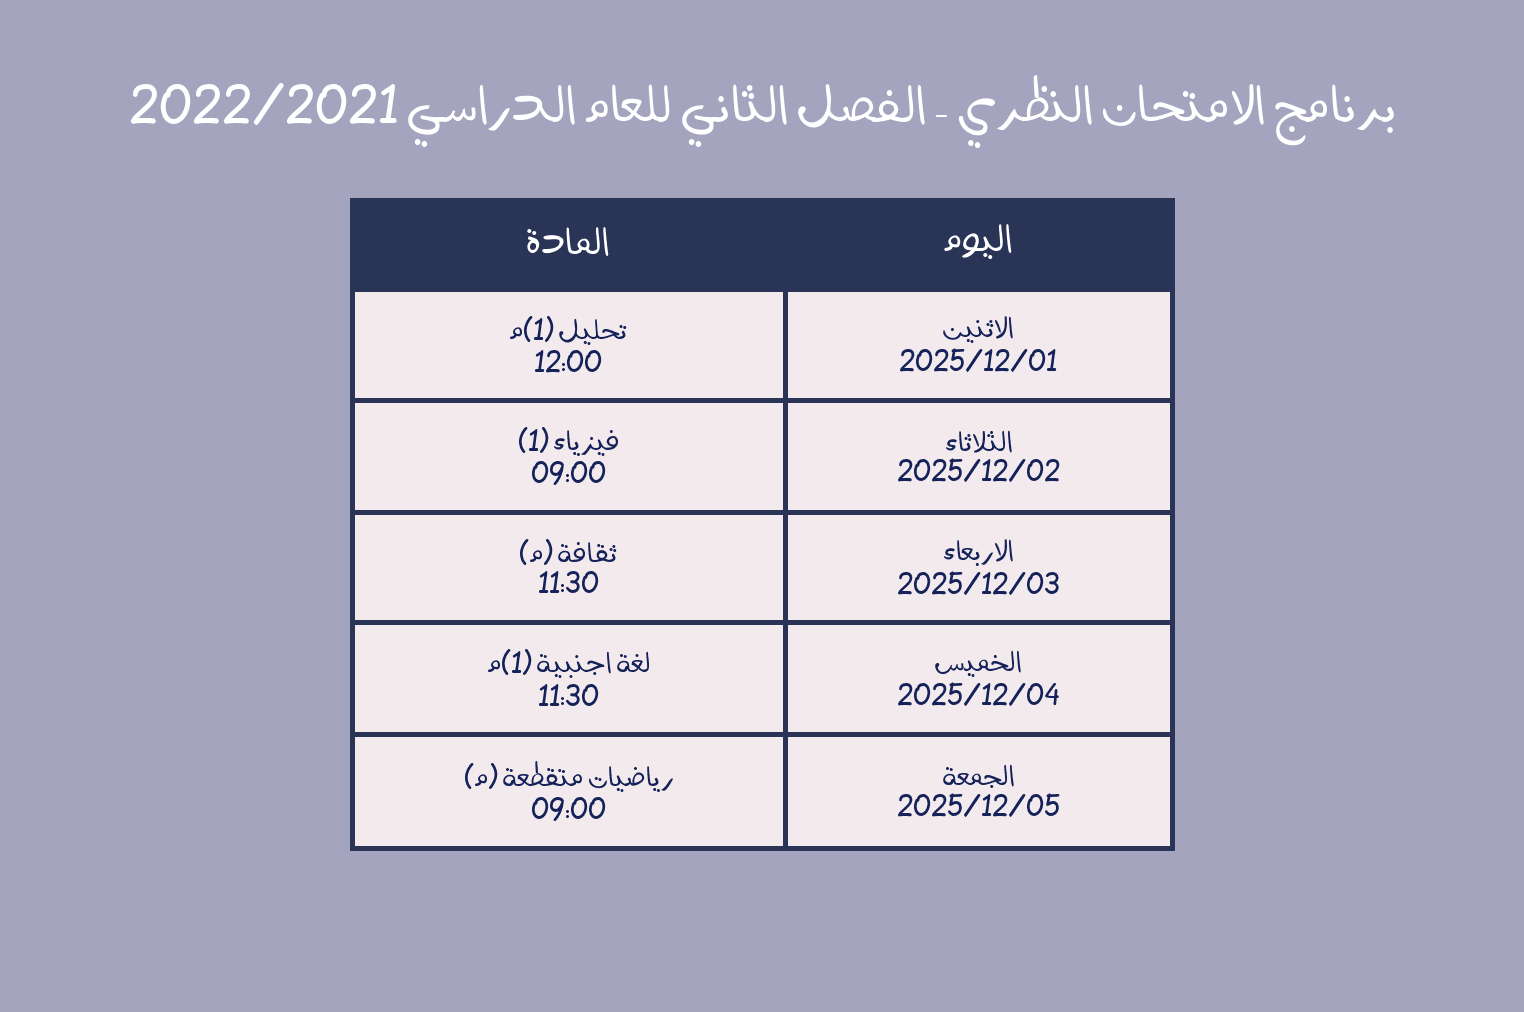 برنامج الامتحان النظري - الفصل الثاني للعام الدراسي 2022/2021
اليوم
المادة
الاثنين
2025/12/01
تحليل (1)م
12:00
الثلاثاء
2025/12/02
فيزياء (1)
09:00
الاربعاء
2025/12/03
ثقافة (م)
11:30
الخميس
2025/12/04
لغة اجنبية (1)م
11:30
الجمعة
2025/12/05
رياضيات متقطعة (م)
09:00